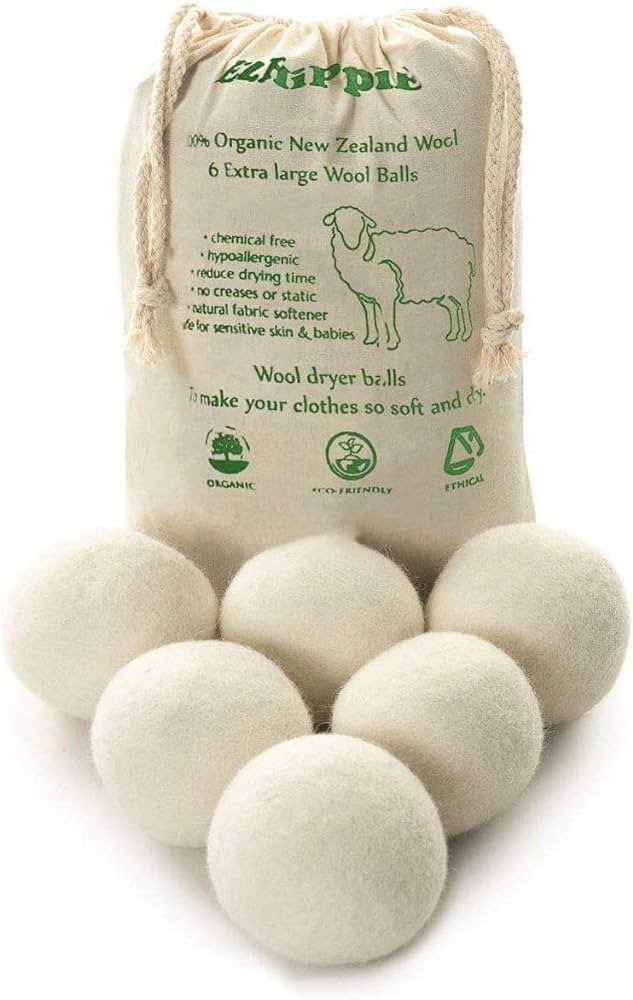 100% Organic New Zealand Wool
6 Extra large Wool Balls
• chemical free
• hypoallergenic
• reduce drying time
• no creases or static
• natural fabric softener
safe for sensitive skin & babies
Wool dryer balls
To make your clothes so soft and dry.
ORGANIC
ECO-FRIENDLY
ETHICAL